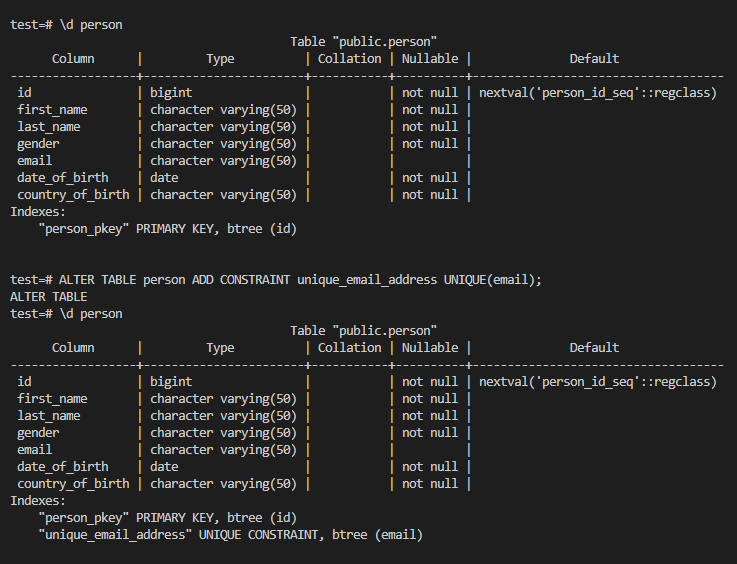 test=# \d person
                                       Table "public.person"
      Column      |         Type          | Collation | Nullable |              Default
------------------+-----------------------+-----------+----------+------------------------------------
 id               | bigint                |           | not null | nextval('person_id_seq'::regclass)
 first_name       | character varying(50) |           | not null |
 last_name        | character varying(50) |           | not null |
 gender           | character varying(50) |           | not null |
 email            | character varying(50) |           |          |
 date_of_birth    | date                  |           | not null |
 country_of_birth | character varying(50) |           | not null |
Indexes:
    "person_pkey" PRIMARY KEY, btree (id)

test=# ALTER TABLE person ADD CONSTRAINT unique_email_address UNIQUE(email);
ALTER TABLE
test=# \d person
                                       Table "public.person"
      Column      |         Type          | Collation | Nullable |              Default
------------------+-----------------------+-----------+----------+------------------------------------
 id               | bigint                |           | not null | nextval('person_id_seq'::regclass)
 first_name       | character varying(50) |           | not null |
 last_name        | character varying(50) |           | not null |
 gender           | character varying(50) |           | not null |
 email            | character varying(50) |           |          |
 date_of_birth    | date                  |           | not null |
 country_of_birth | character varying(50) |           | not null |
Indexes:
    "person_pkey" PRIMARY KEY, btree (id)
    "unique_email_address" UNIQUE CONSTRAINT, btree (email)